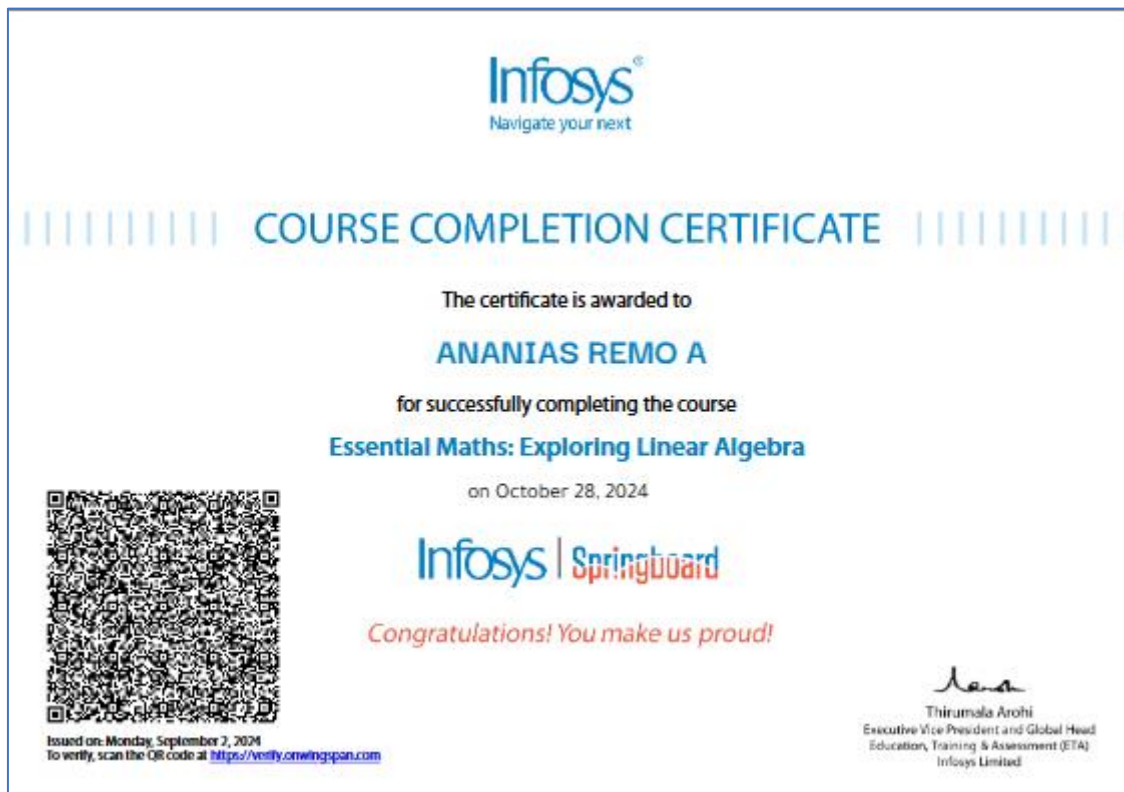 Infosys®
Navigate your next
COURSE COMPLETION CERTIFICATE
The certificate is awarded to
ANANIAS REMO A
for successfully completing the course
Essential Maths: Exploring Linear Algebra
on October 28, 2024
Infosys | Springboard
Congratulations! You make us proud!
Issued on: Monday, September 2, 2024
To verify, scan the QR code at https://verify.onwingspan.com
Thirumala Arohi
Executive Vice President and Global Head
Education, Training & Assessment (ETA)
Infosys Limited